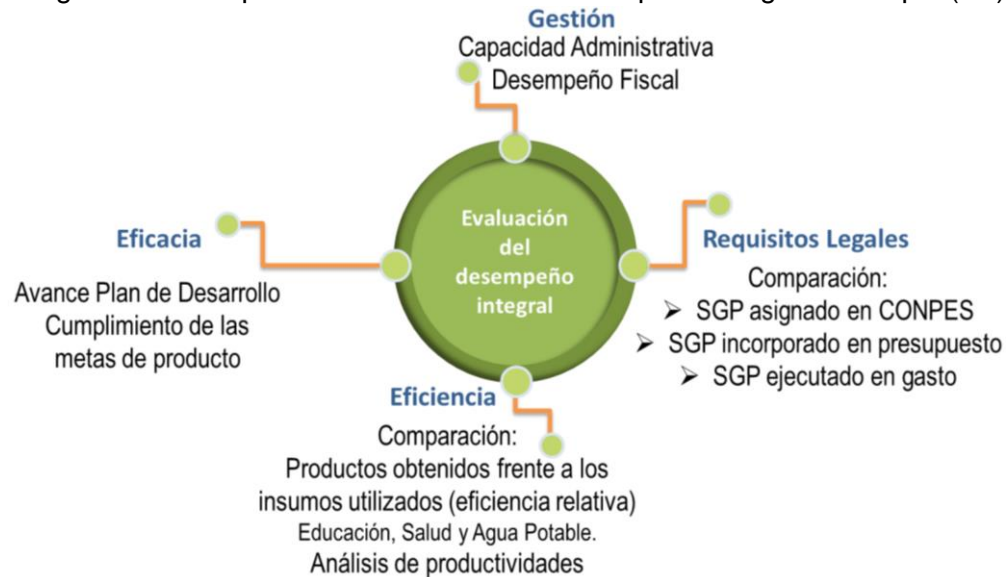 Gestión
Capacidad Administrativa
Desempeño Fiscal
Evaluación
del
desempeño
integral
Eficacia
Avance Plan de Desarrollo
Cumplimiento de las
metas de producto
Requisitos Legales
Comparación:
➢ SGP asignado en CONPES
➢ SGP incorporado en presupuesto
➢ SGP ejecutado en gasto
Eficiencia
Comparación:
Productos obtenidos frente a los
insumos utilizados (eficiencia relativa)
Educación, Salud y Agua Potable.
Análisis de productividades